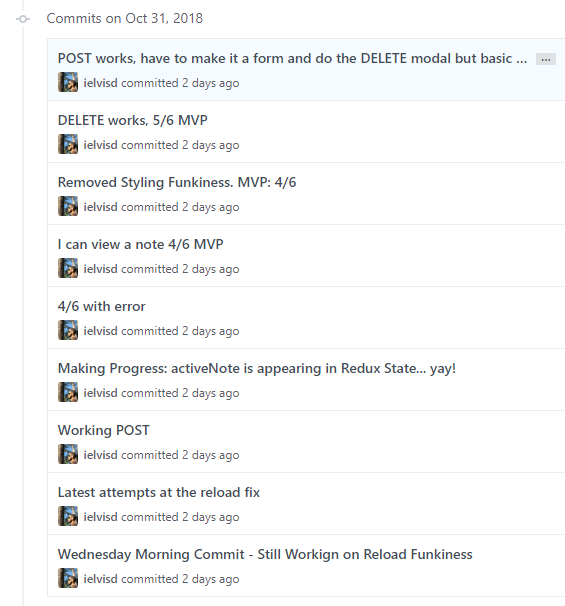 Commits on Oct 31, 2018
POST works, have to make it a form and do the DELETE modal but basic ... ...
ielvisd committed 2 days ago
DELETE works, 5/6 MVP
ielvisd committed 2 days ago
Removed Styling Funkiness. MVP: 4/6
ielvisd committed 2 days ago
I can view a note 4/6 MVP
ielvisd committed 2 days ago
4/6 with error
ielvisd committed 2 days ago
Making Progress: activeNote is appearing in Redux State... yay!
ielvisd committed 2 days ago
Working POST
ielvisd committed 2 days ago
Latest attempts at the reload fix
ielvisd committed 2 days ago
Wednesday Morning Commit - Still Workign on Reload Funkiness
ielvisd committed 2 days ago